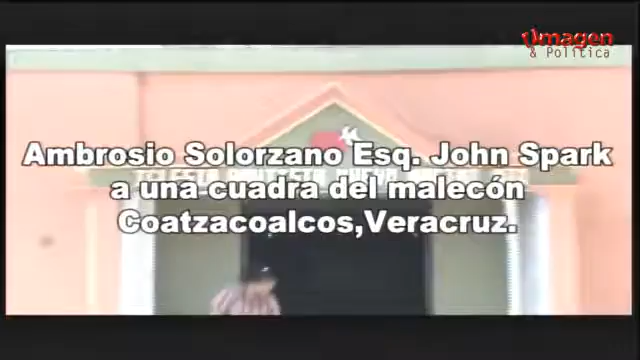 Imagen
& Política
Ambrosio Solorzano Esq. John Spark
a una cuadra del malecón
Coatzacoalcos,Veracruz.